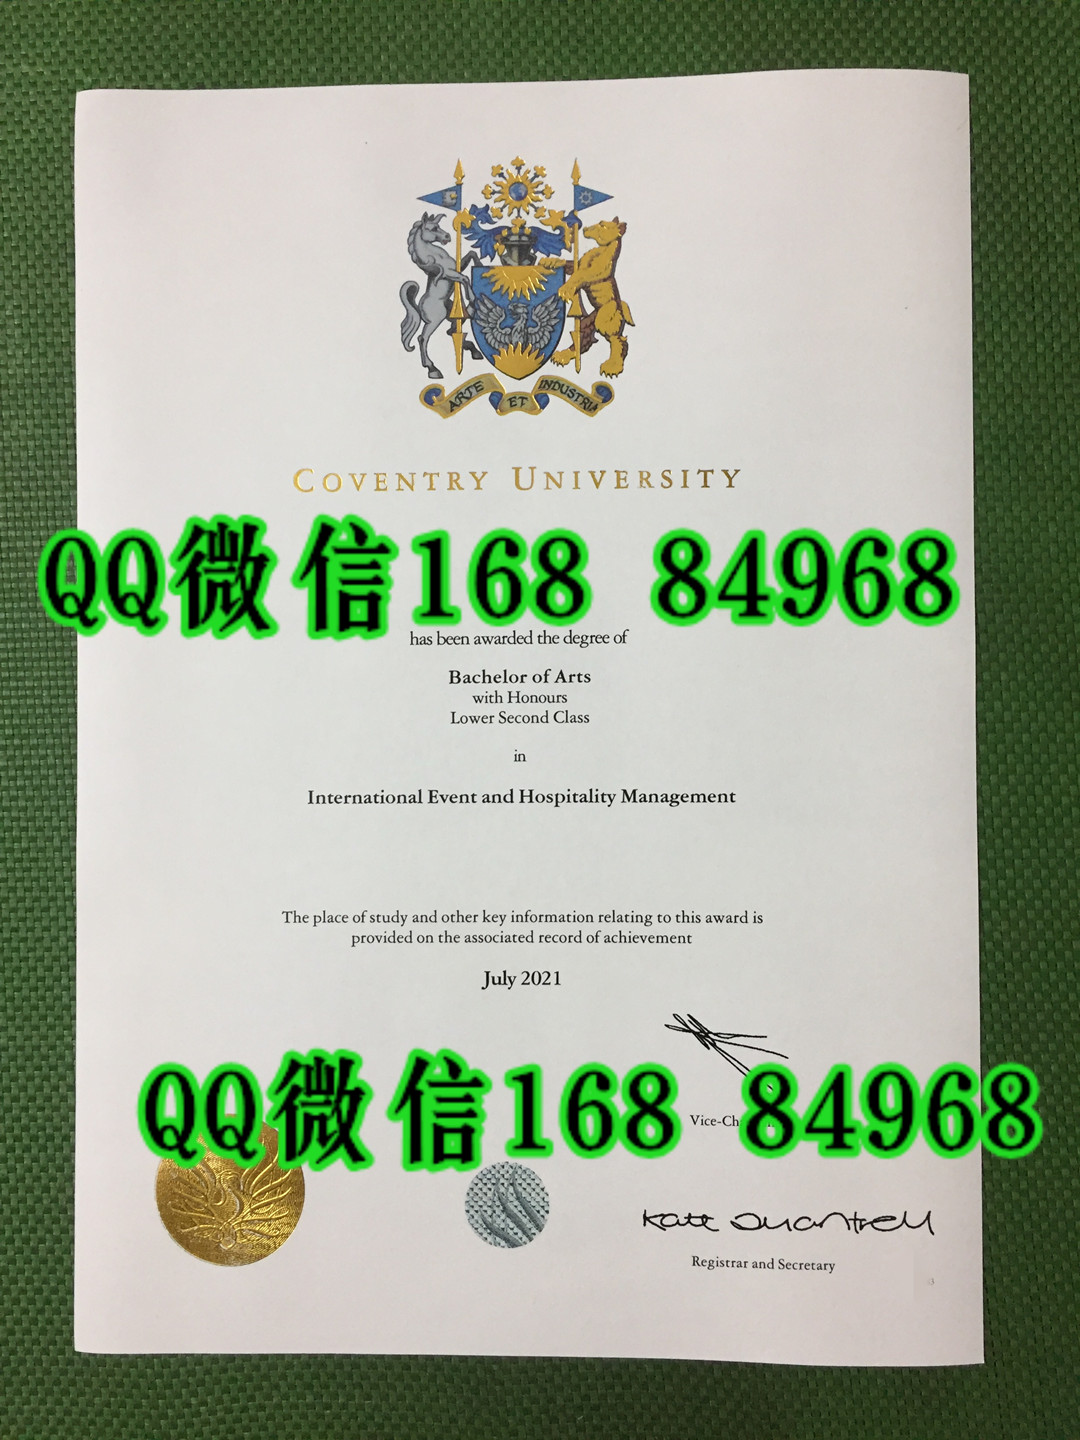 ARTE ET INDUSTRIA
COVENTRY UNIVERSITY
QQ微信168 84968
has been awarded the degree of
Bachelor of Arts
with Honours
Lower Second Class
in
International Event and Hospitality Management
The place of study and other key information relating to this award is
provided on the associated record of achievement
July 2021
QQ微信168 84968
Kate Quantrell
Registrar and Secretary